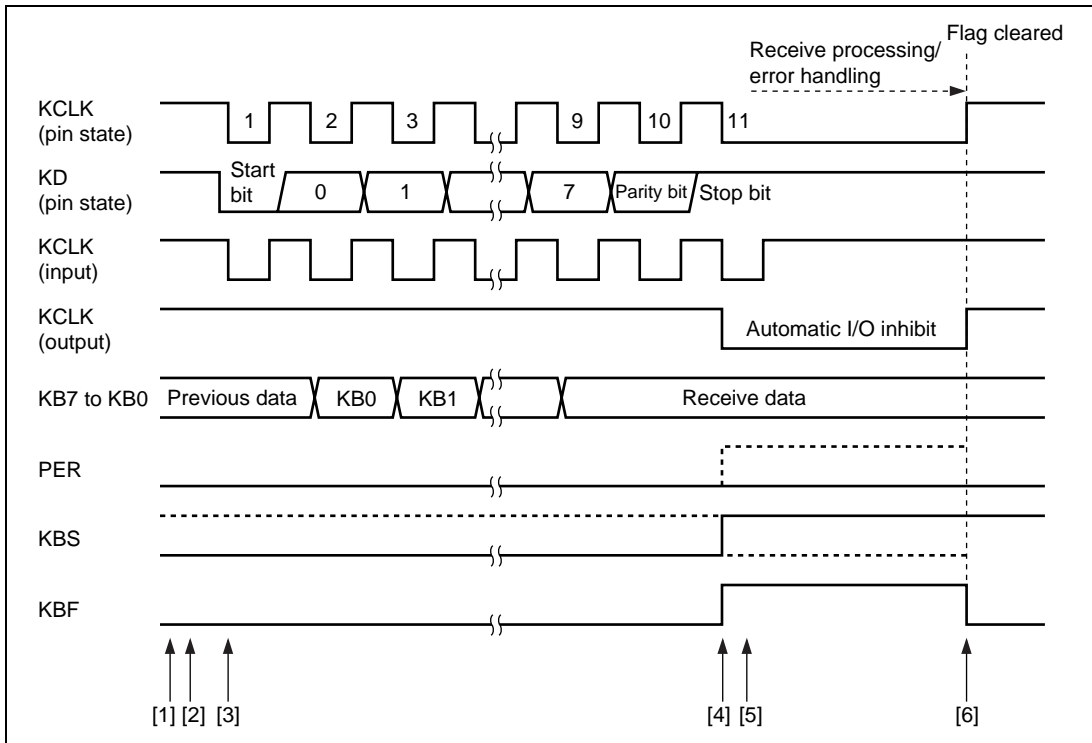 Flag cleared
Receive processing/
error handling
KCLK
(pin state)
1 2 3 9 10 11
KD
(pin state)
Start
bit
0 1 7 Parity bit Stop bit
KCLK
(input)
KCLK
(output)
Automatic I/O inhibit
KB7 to KB0 Previous data KB0 KB1 Receive data
PER
KBS
KBF
[1] [2] [3] [4] [5] [6]